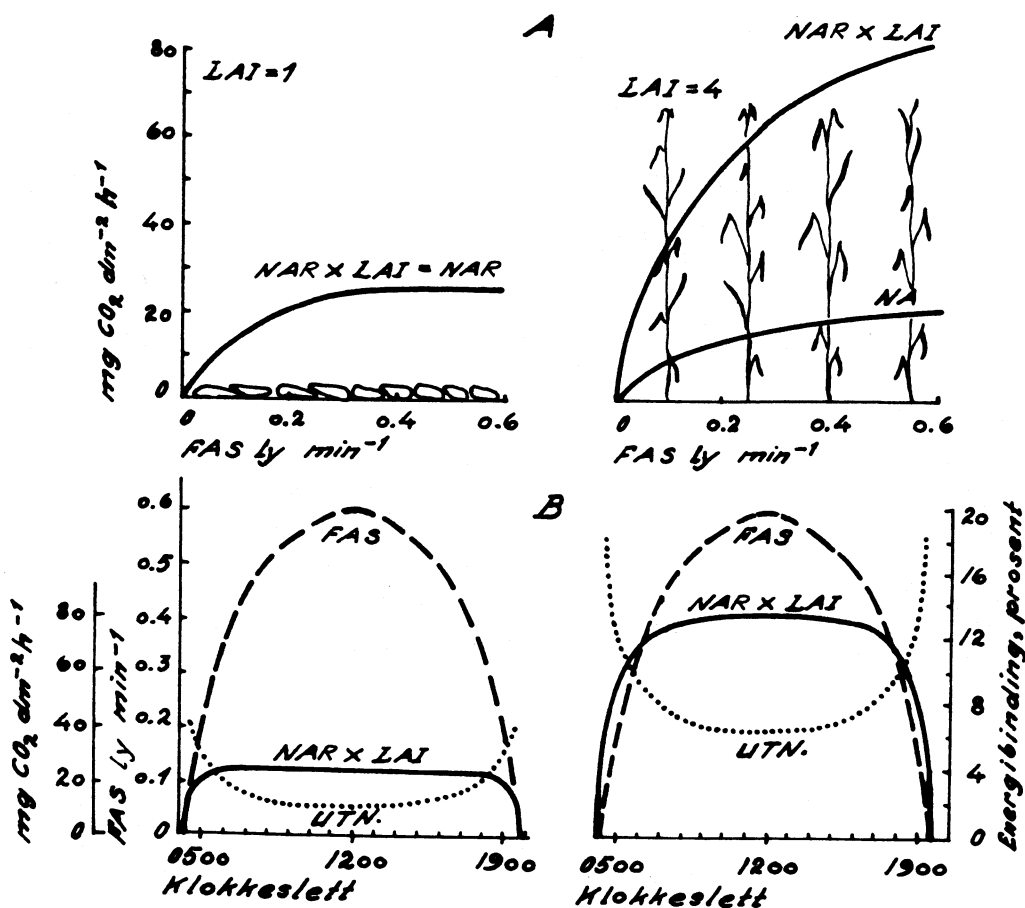 A
80
60
40
20
0
mg CO₂ dm⁻² h⁻¹
LAI=1
NAR x LAI = NAR
0 0.2 0.4 0.6
FAS ly min⁻¹
NAR x LAI
LAI=4
NA
0 0.2 0.4 0.6
FAS ly min⁻¹
B
80
60
40
20
0
mg CO₂ dm⁻² h⁻¹
0.6
0.5
0.4
0.3
0.2
0.1
0
FAS ly min⁻¹
FAS
NAR x LAI
UTN.
0500 1200 1900
Klokkeslett
FAS
NAR x LAI
UTN.
0500 1200 1900
Klokkeslett
20
16
12
8
4
0
Energibinding, prosent